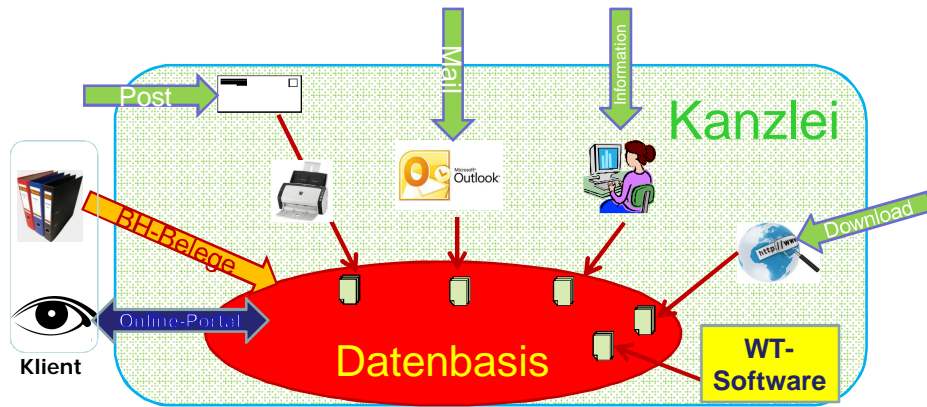 Post
Mail
Information
Kanzlei
Microsoft
Outlook
BH-Belege
Download
http://www
Online-Portal
Klient
Datenbasis
WT-
Software